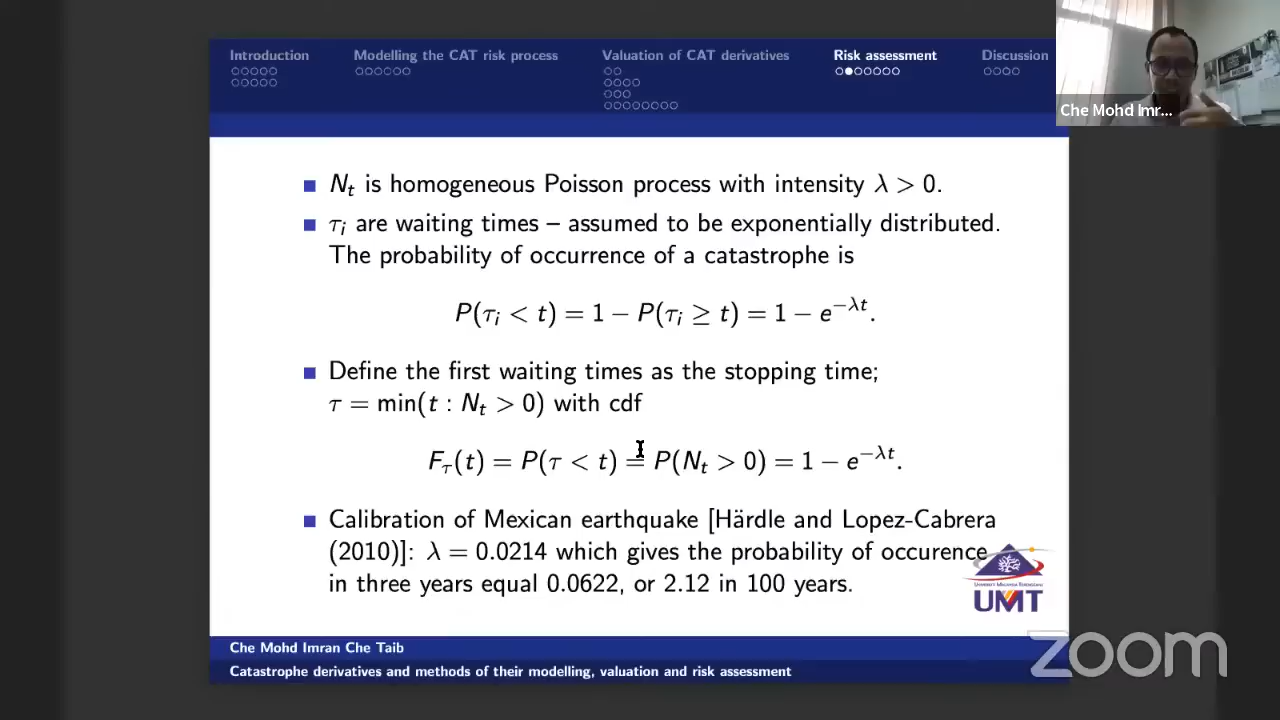 Introduction Modelling the CAT risk process Valuation of CAT derivatives Risk assessment Discussion
Che Mohd Imr...
■ N_t is homogeneous Poisson process with intensity λ > 0.
■ τ_i are waiting times – assumed to be exponentially distributed.
The probability of occurrence of a catastrophe is
P(τ_i < t) = 1 − P(τ_i ≥ t) = 1 − e^{−λt}.
■ Define the first waiting times as the stopping time;
τ = min(t : N_t > 0) with cdf
F_τ(t) = P(τ < t) = P(N_t > 0) = 1 − e^{−λt}.
■ Calibration of Mexican earthquake [Härdle and Lopez-Cabrera
(2010)]: λ = 0.0214 which gives the probability of occurence
in three years equal 0.0622, or 2.12 in 100 years.
UMT
Che Mohd Imran Che Taib
Catastrophe derivatives and methods of their modelling, valuation and risk assessment
zoom